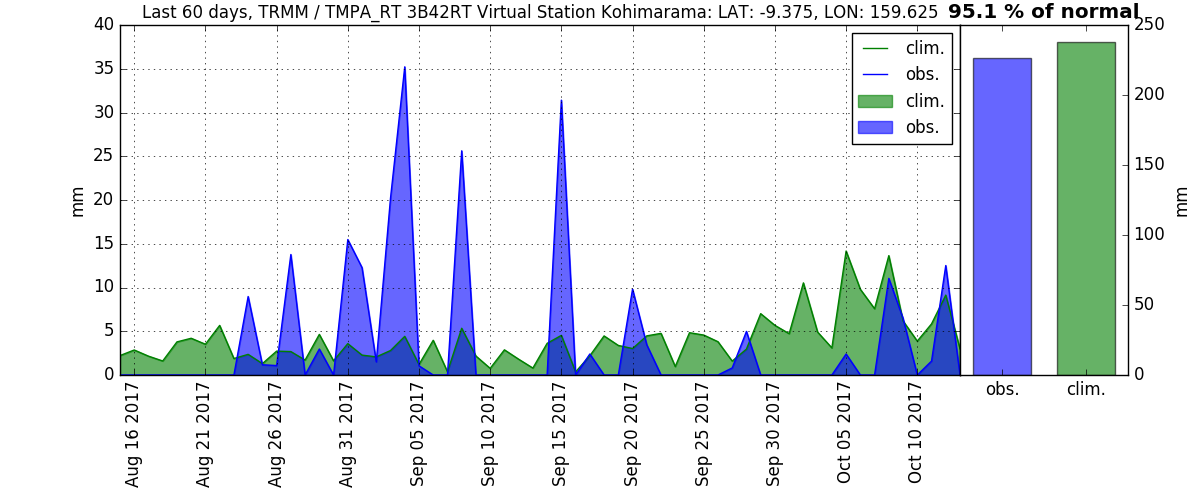 Last 60 days, TRMM / TMPA_RT 3B42RT Virtual Station Kohimarama: LAT: -9.375, LON: 159.625 95.1 % of normal
40
35
30
25
20
15
10
5
0
mm
clim.
obs.
clim.
obs.
Aug 16 2017
Aug 21 2017
Aug 26 2017
Aug 31 2017
Sep 05 2017
Sep 10 2017
Sep 15 2017
Sep 20 2017
Sep 25 2017
Sep 30 2017
Oct 05 2017
Oct 10 2017
250
200
150
100
50
0
mm
obs. clim.